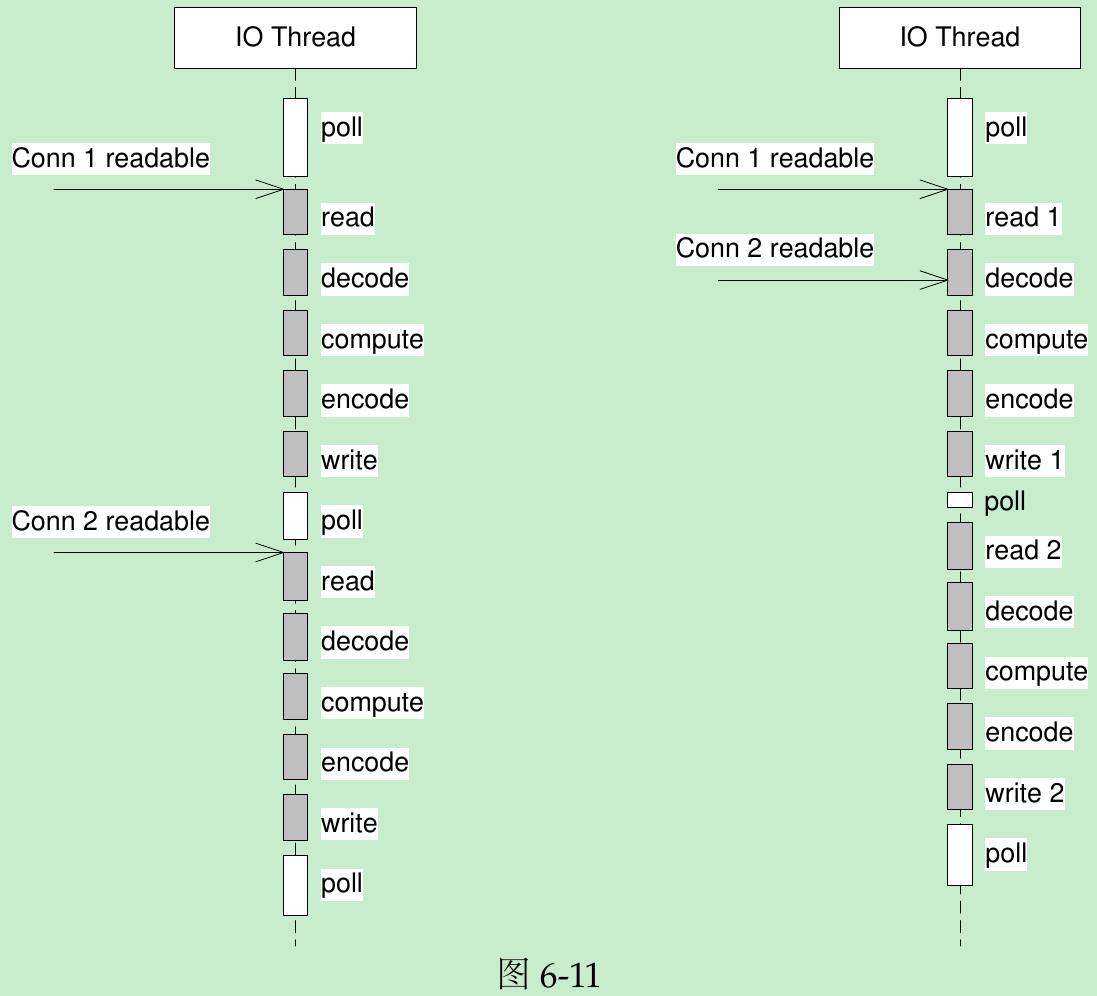 IO Thread
poll
Conn 1 readable
read
decode
compute
encode
write
poll
Conn 2 readable
read
decode
compute
encode
write
poll
IO Thread
poll
Conn 1 readable
read 1
Conn 2 readable
decode
compute
encode
write 1
poll
read 2
decode
compute
encode
write 2
poll
图 6-11